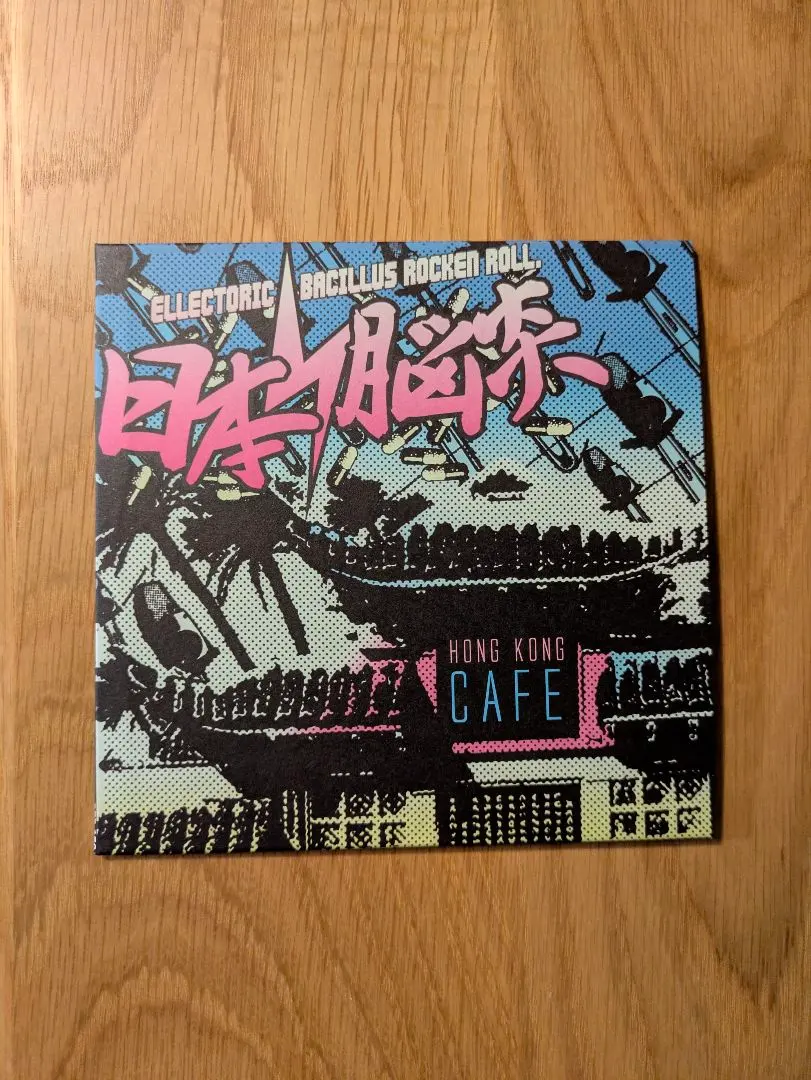 ELLECTORIC BACILLUS ROCKEN ROLL.
日本脳炎
HONG KONG
CAFE